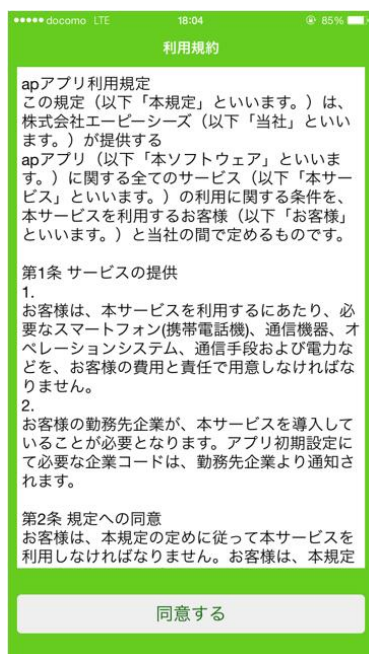 ●●●●● docomo LTE 18:04 85%
利用規約
apアプリ利用規定
この規定（以下「本規定」といいます。）は、
株式会社エーピーシーズ（以下「当社」といい
ます。）が提供する
apアプリ（以下「本ソフトウェア」といいま
す。）に関する全てのサービス（以下「本サー
ビス」といいます。）の利用に関する条件を、
本サービスを利用するお客様（以下「お客様」
といいます。）と当社の間で定めるものです。
第1条 サービスの提供
1.
お客様は、本サービスを利用するにあたり、必
要なスマートフォン(携帯電話機)、通信機器、オ
ペレーションシステム、通信手段および電力な
どを、お客様の費用と責任で用意しなければな
りません。
2.
お客様の勤務先企業が、本サービスを導入して
いることが必要となります。アプリ初期設定に
て必要な企業コードは、勤務先企業より通知さ
れます。
第2条 規定への同意
お客様は、本規定の定めに従って本サービスを
利用しなければなりません。お客様は、本規定
同意する